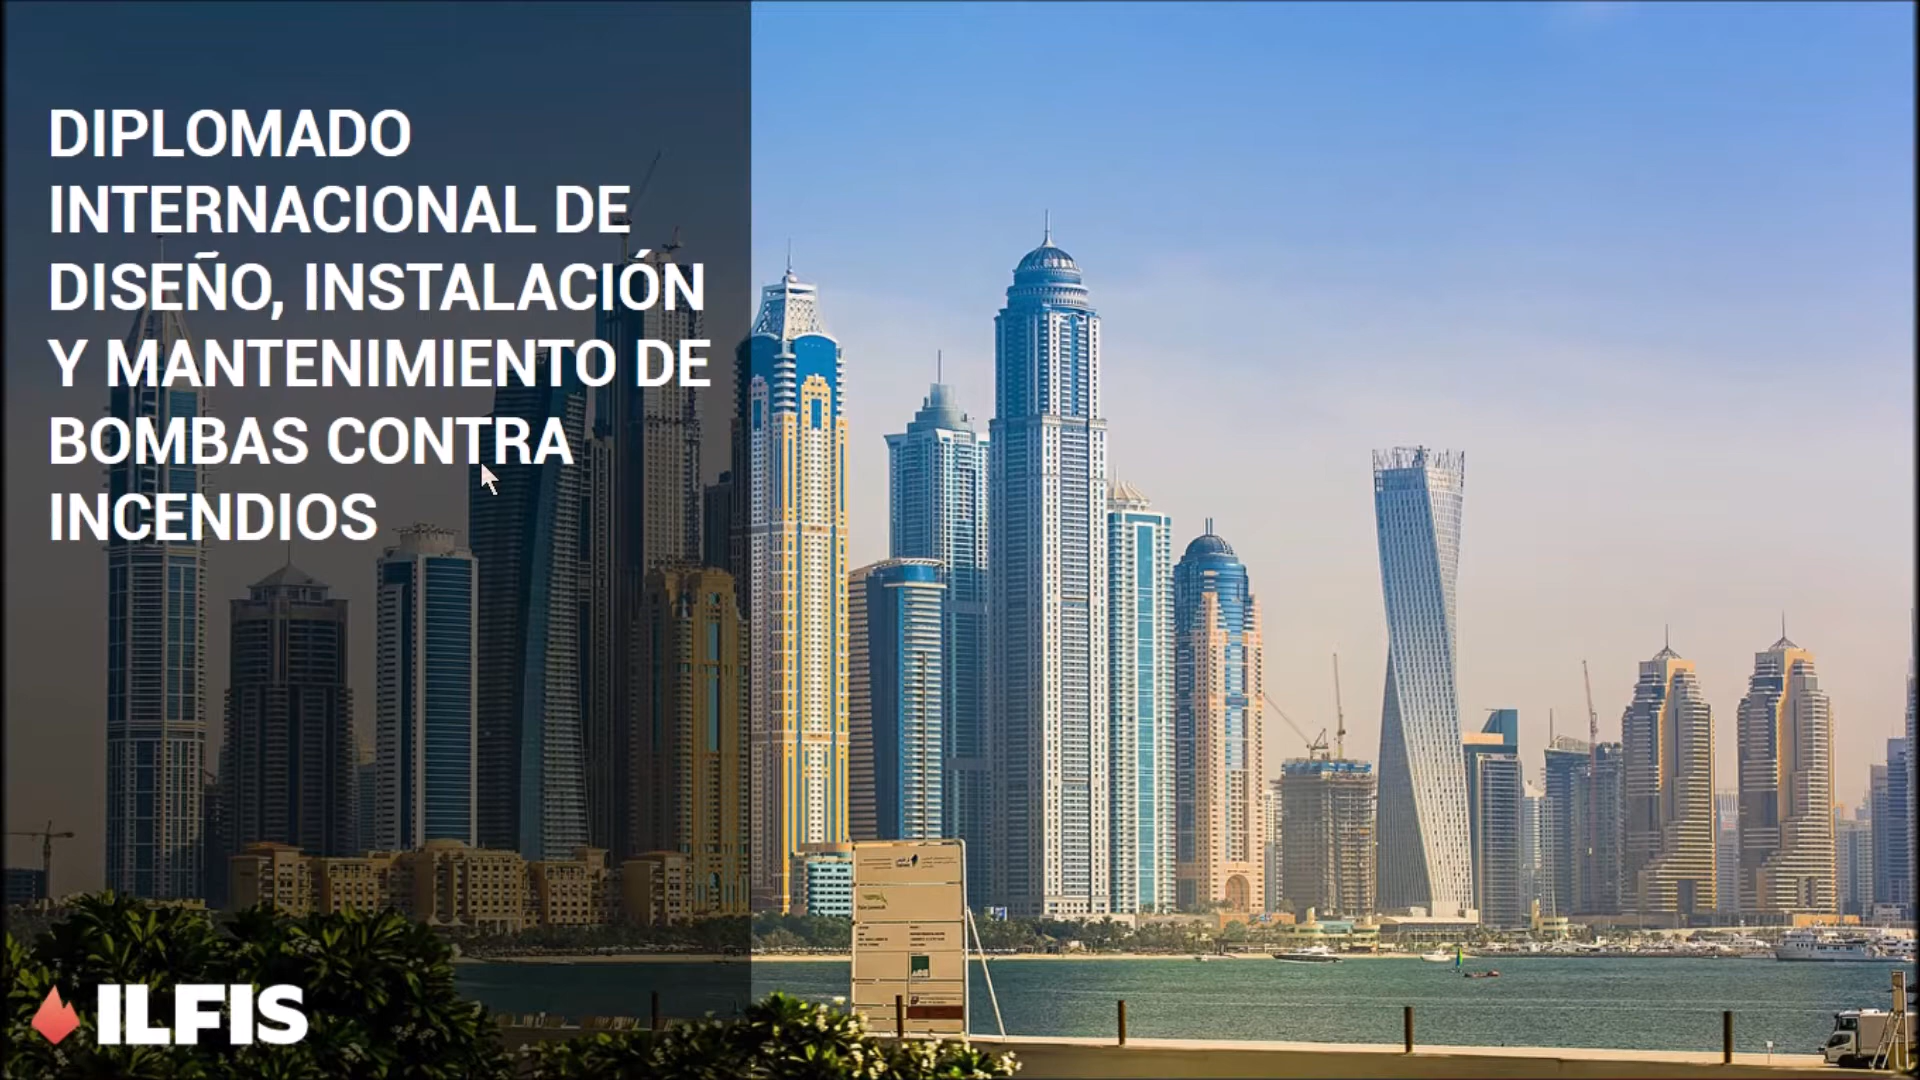 DIPLOMADO
INTERNACIONAL DE
DISEÑO, INSTALACIÓN
Y MANTENIMIENTO DE
BOMBAS CONTRA
INCENDIOS
ILFIS